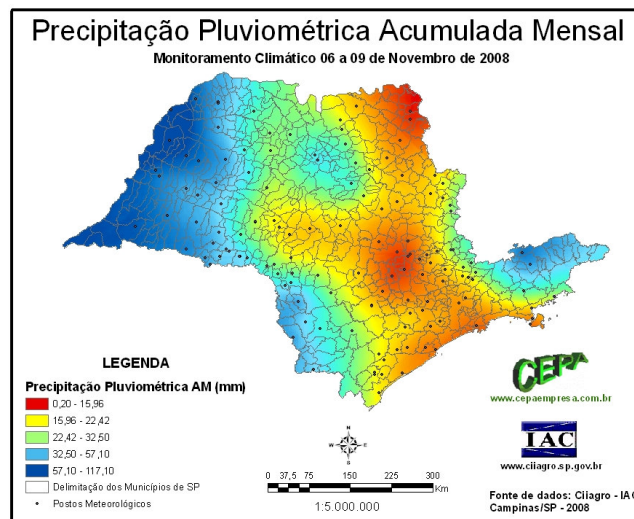 Precipitação Pluviométrica Acumulada Mensal
Monitoramento Climático 06 a 09 de Novembro de 2008
LEGENDA
Precipitação Pluviométrica AM (mm)
0,20 - 15,96
15,96 - 22,42
22,42 - 32,50
32,50 - 57,10
57,10 - 117,10
Delimitação dos Municípios de SP
Postos Meteorológicos
N
W E
S
0 37,5 75 150 225 300
Km
1:5.000.000
CEPA
www.cepaempresa.com.br
IAC
www.ciiagro.sp.gov.br
Fonte de dados: Ciiagro - IAC
Campinas/SP - 2008